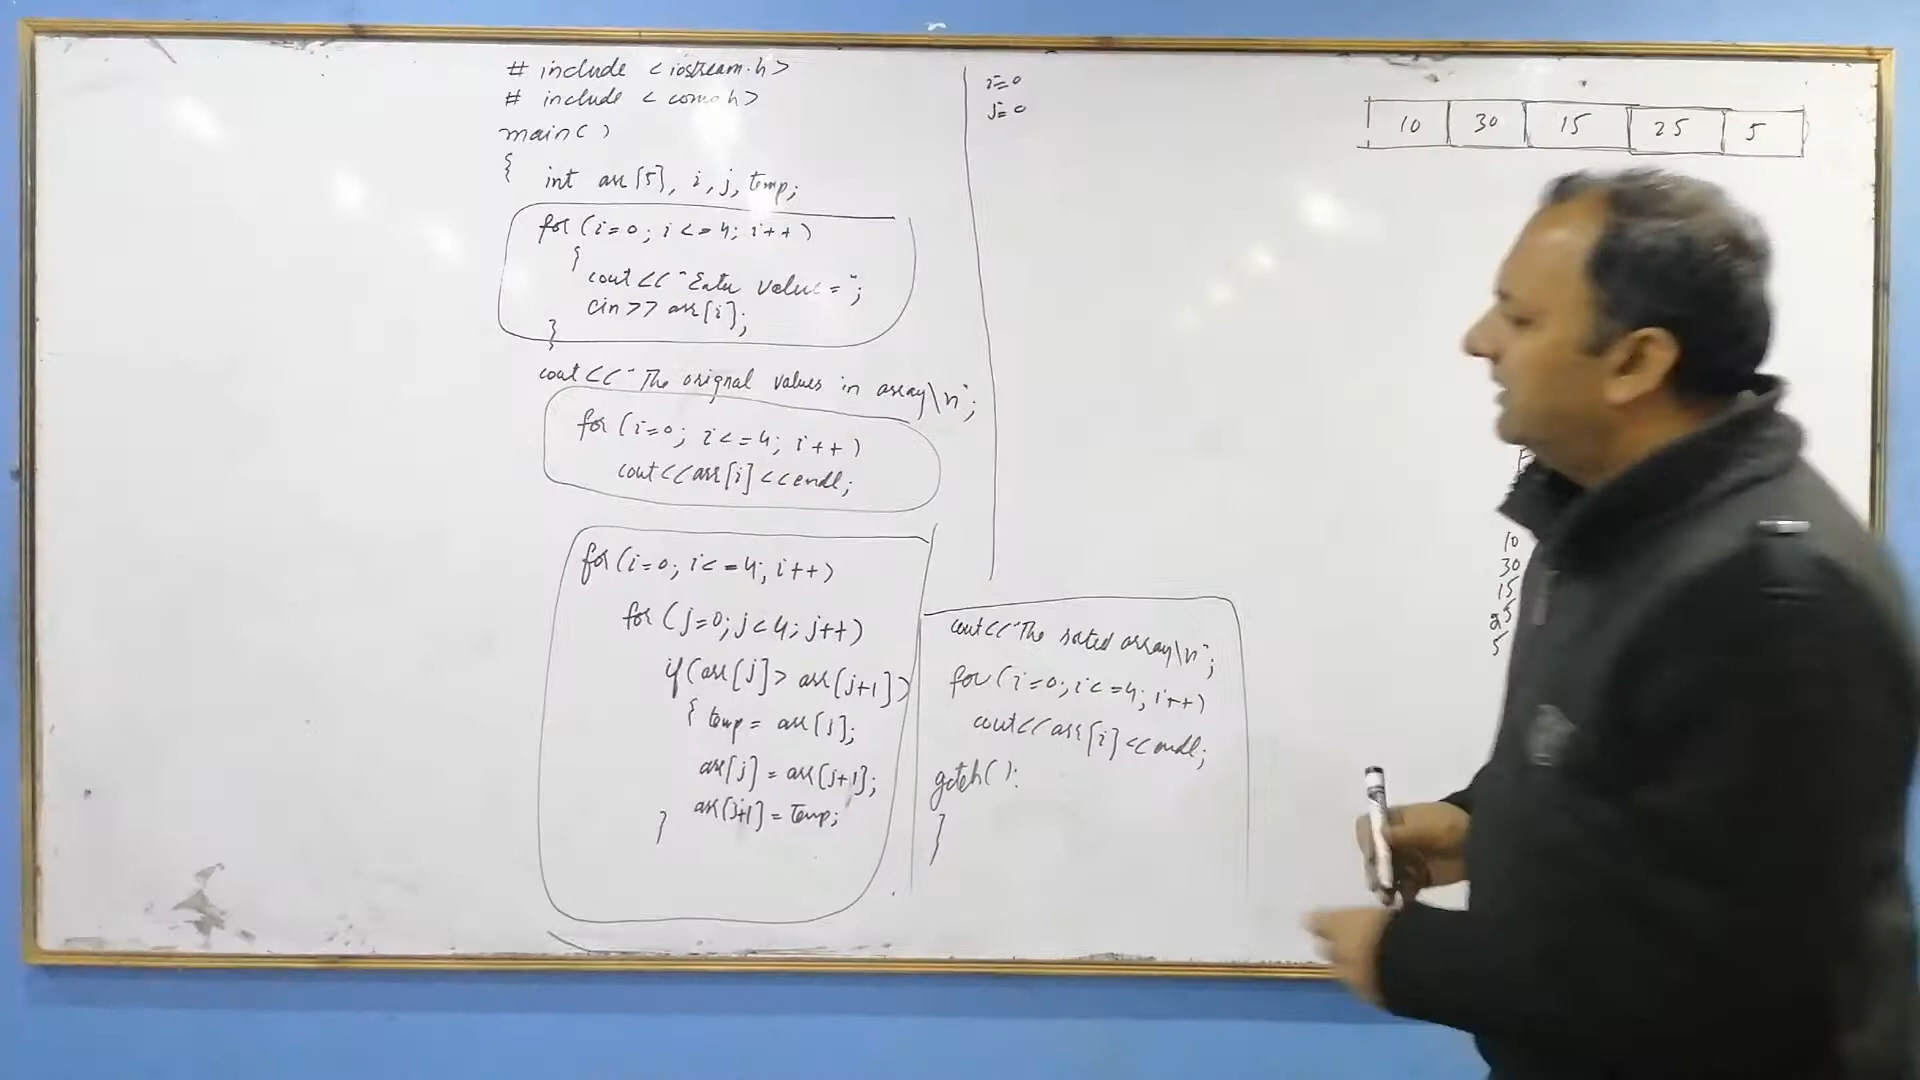 # include <iostream.h>
# include <conio.h>
main()
{
int arr[5], i, j, temp;
for (i=0; i<=4; i++)
{
cout<<"Enter value=";
cin>>arr[i];
}
cout<<"The orignal values in array\n";
for (i=0; i<=4; i++)
cout<<arr[i]<<endl;
for (i=0; i<=4; i++)
for (j=0; j<4; j++)
if (arr[j]> arr[j+1])
{ temp= arr[j];
arr[j] = arr[j+1];
arr[j+1] = temp;
}
cout<<"The sorted array\n";
for (i=0; i<=4; i++)
cout<<arr[i]<<endl;
getch();
}
i=0
j=0
10 30 15 25 5
10
30
15
25
5